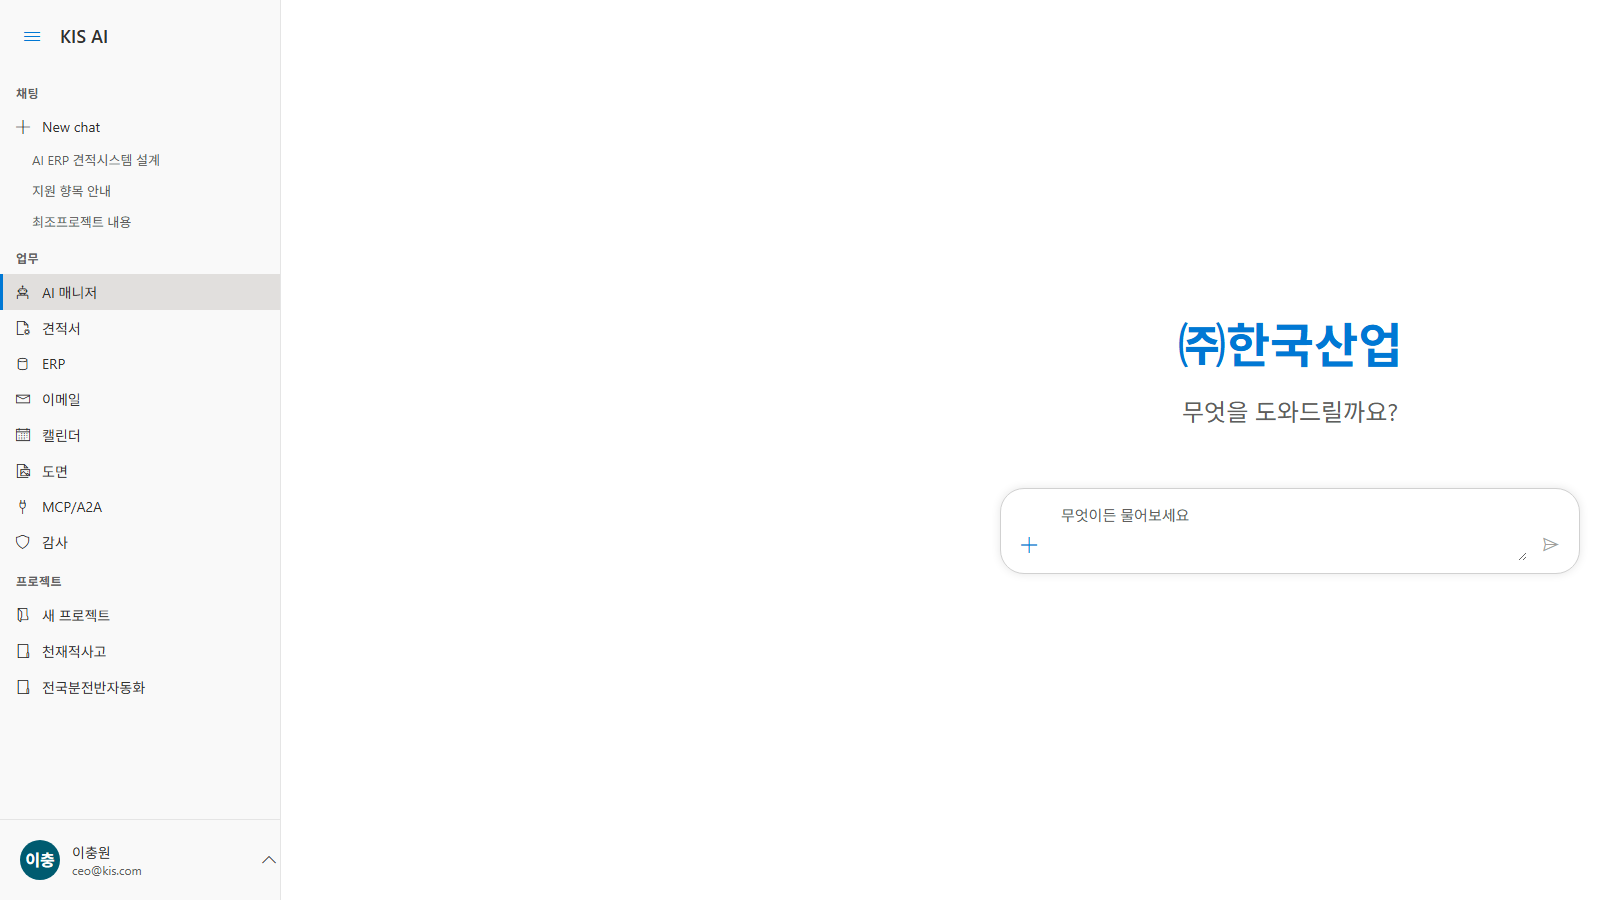 KIS AI
채팅
New chat
AI ERP 견적시스템 설계
지원 항목 안내
최조프로젝트 내용
업무
AI 매니저
견적서
ERP
이메일
캘린더
도면
MCP/A2A
감사
프로젝트
새 프로젝트
천재적사고
전국분전반자동화
이충
이충원
ceo@kis.com
㈜한국산업
무엇을 도와드릴까요?
무엇이든 물어보세요